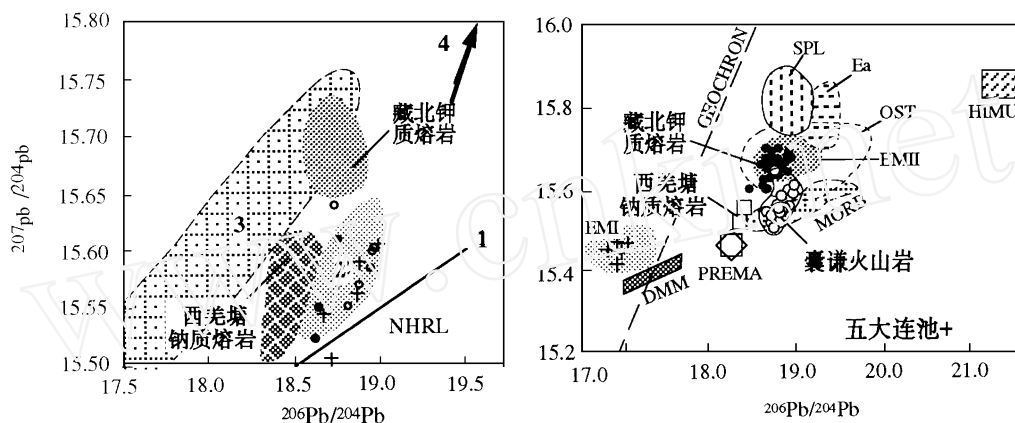 15.80
15.75
15.70
15.65
15.60
15.55
15.50
207pb /204pb
17.5
18.0
18.5
19.0
19.5
206Pb/204Pb
4
藏北钾
质熔岩
3
1
西羌塘
钠质熔岩
NHRL
16.0
15.8
15.6
15.4
15.2
17.0
18.0
19.0
20.0
21.0
206Pb/204Pb
GEOCHRON
SPL
Ea
OST
HIMU
藏北钾
质熔岩
EMII
西羌塘
钠质熔岩
MORB
EMI
囊谦火山岩
PREMA
DMM
五大连池+
www.cnki.net